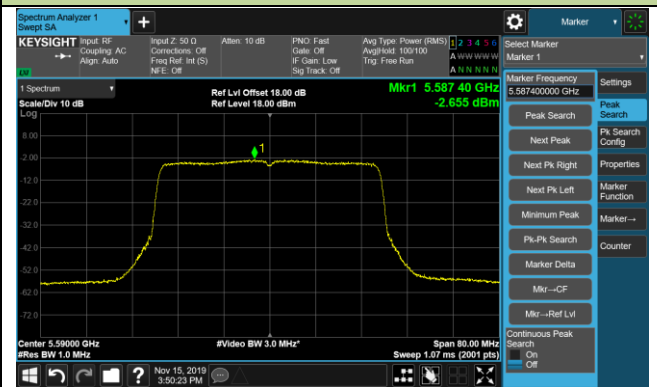 Spectrum Analyzer 1
Swept SA
Marker
KEYSIGHT
Input: RF
Coupling: AC
Align: Auto
Input Z: 50 Ω
Corrections: Off
Freq Ref: Int (S)
NFE: Off
Atten: 10 dB
PNO: Fast
Gate: Off
IF Gain: Low
Sig Track: Off
Avg Type: Power (RMS)
Avg|Hold: 100/100
Trig: Free Run
1 2 3 4 5 6
A W W W W W
A N N N N N
LXI
Select Marker
Marker 1
1 Spectrum
Scale/Div 10 dB
Log
Ref Lvl Offset 18.00 dB
Ref Level 18.00 dBm
Mkr1 5.587 40 GHz
-2.655 dBm
8.00
-2.00
-12.0
-22.0
-32.0
-42.0
-52.0
-62.0
-72.0
1
Center 5.59000 GHz
#Res BW 1.0 MHz
#Video BW 3.0 MHz*
Span 80.00 MHz
Sweep 1.07 ms (2001 pts)
Marker Frequency
5.587400000 GHz
Peak Search
Next Peak
Next Pk Right
Next Pk Left
Minimum Peak
Pk-Pk Search
Marker Delta
Mkr→CF
Mkr→Ref Lvl
Continuous Peak
Search
On
Off
Settings
Peak
Search
Pk Search
Config
Properties
Marker
Function
Marker→
Counter
?
Nov 15, 2019
3:50:23 PM